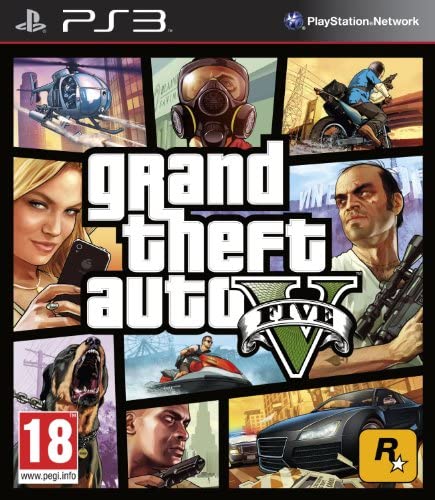 PS3
PlayStation Network
grand
theft
auto
V
FIVE
18
www.pegi.info
R